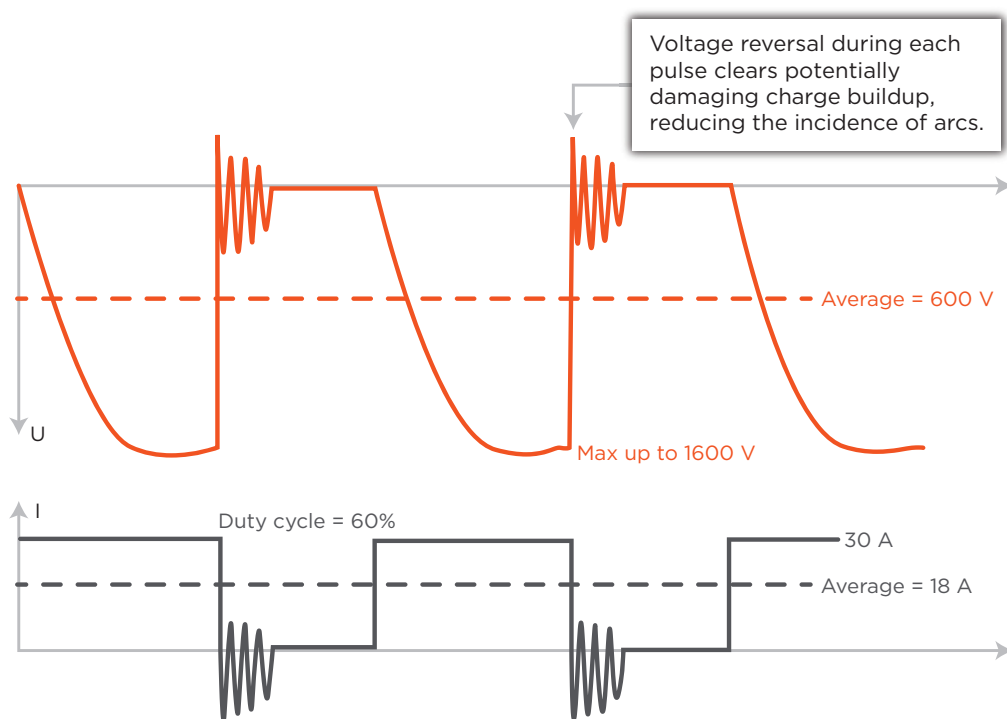 Voltage reversal during each
pulse clears potentially
damaging charge buildup,
reducing the incidence of arcs.
Average = 600 V
U
Max up to 1600 V
I
Duty cycle = 60%
30 A
Average = 18 A